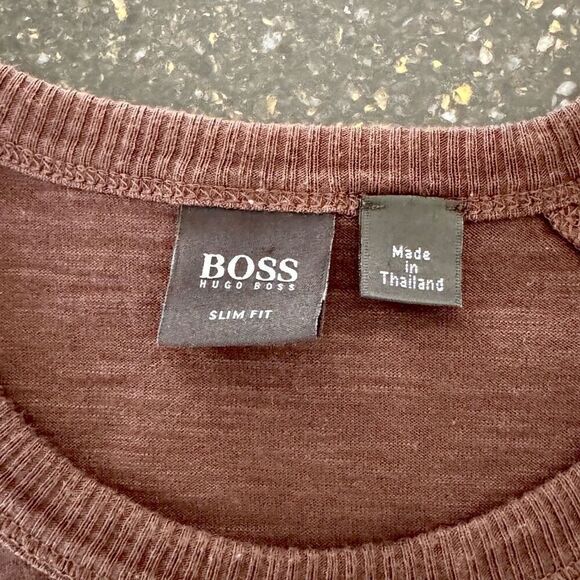 BOSS
HUGO BOSS
SLIM FIT
Made
in
Thailand